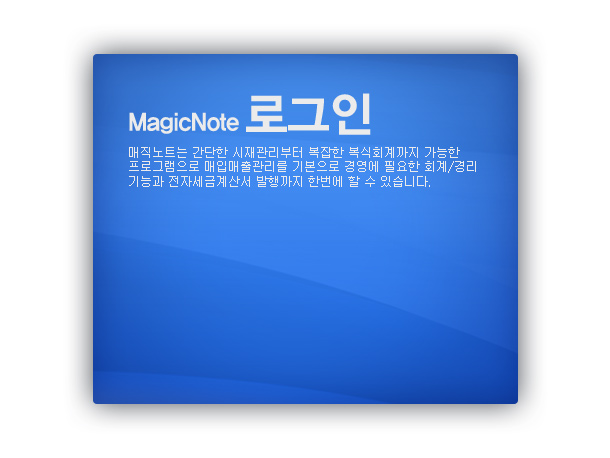 MagicNote 로그인
매직노트는 간단한 시재관리부터 복잡한 복식회계까지 가능한
프로그램으로 매입매출관리를 기본으로 경영에 필요한 회계/경리
기능과 전자세금계산서 발행까지 한번에 할 수 있습니다.